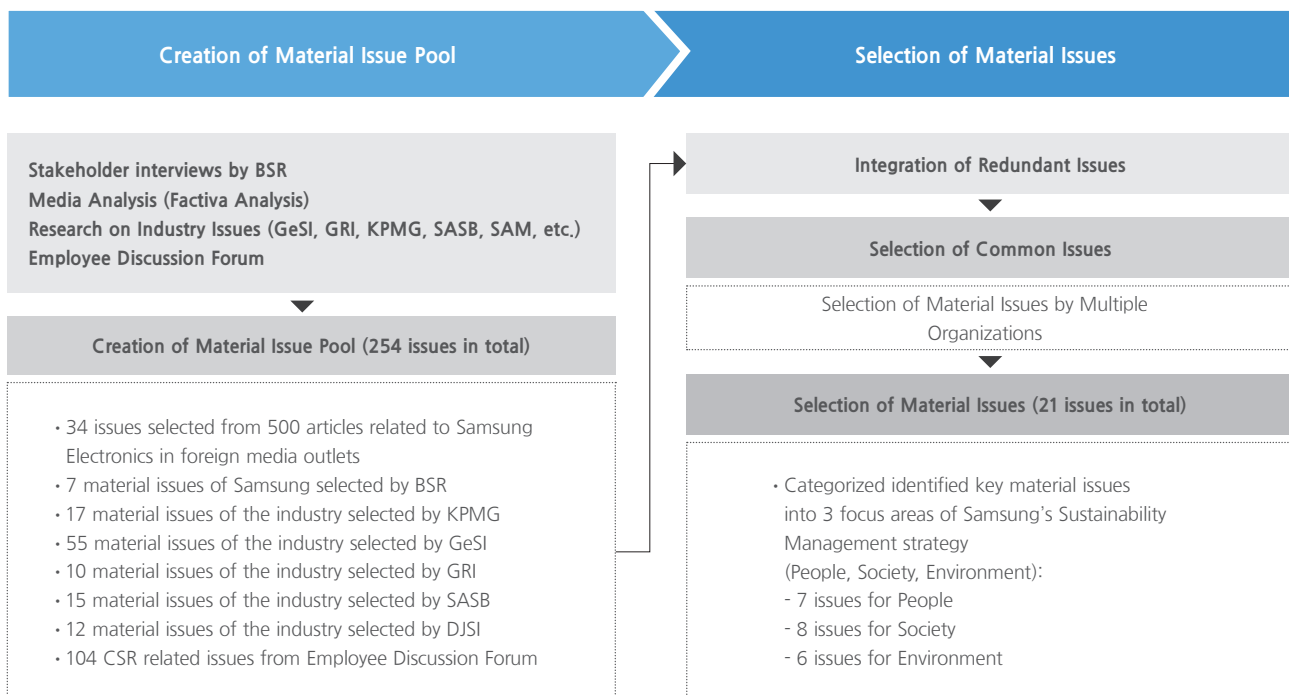 Creation of Material Issue Pool
Selection of Material Issues
Stakeholder interviews by BSR
Media Analysis (Factiva Analysis)
Research on Industry Issues (GeSI, GRI, KPMG, SASB, SAM, etc.)
Employee Discussion Forum
Creation of Material Issue Pool (254 issues in total)
• 34 issues selected from 500 articles related to Samsung
Electronics in foreign media outlets
• 7 material issues of Samsung selected by BSR
• 17 material issues of the industry selected by KPMG
• 55 material issues of the industry selected by GeSI
• 10 material issues of the industry selected by GRI
• 15 material issues of the industry selected by SASB
• 12 material issues of the industry selected by DJSI
• 104 CSR related issues from Employee Discussion Forum
Integration of Redundant Issues
Selection of Common Issues
Selection of Material Issues by Multiple
Organizations
Selection of Material Issues (21 issues in total)
• Categorized identified key material issues
into 3 focus areas of Samsung's Sustainability
Management strategy
(People, Society, Environment):
- 7 issues for People
- 8 issues for Society
- 6 issues for Environment